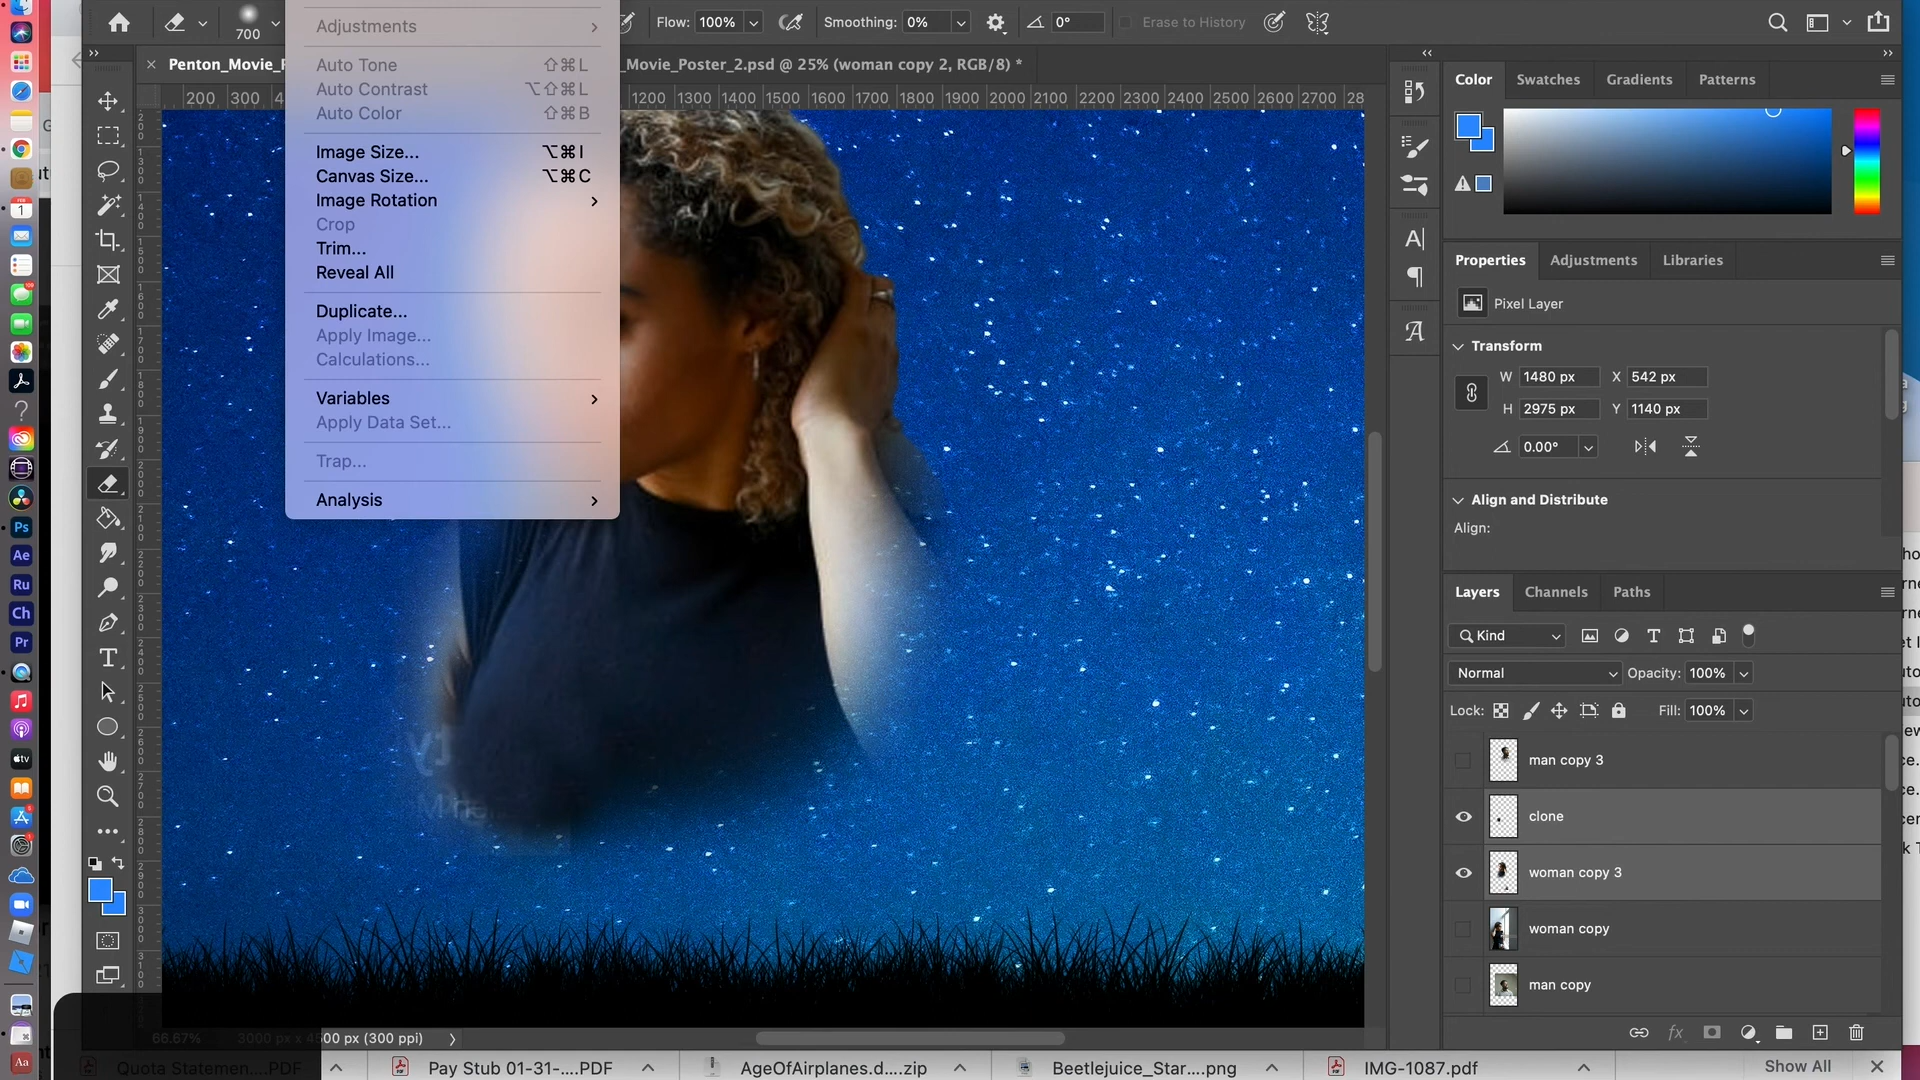 700
Flow: 100%
Smoothing: 0%
0°
Erase to History
Penton_Movie_
_Movie_Poster_2.psd @ 25% (woman copy 2, RGB/8) *
200 300
1200 1300 1400 1500 1600 1700 1800 1900 2000 2100 2200 2300 2400 2500 2600 2700 28
Adjustments
Auto Tone ⇧⌘L
Auto Contrast ⌥⇧⌘L
Auto Color ⇧⌘B
Image Size... ⌥⌘I
Canvas Size... ⌥⌘C
Image Rotation
Crop
Trim...
Reveal All
Duplicate...
Apply Image...
Calculations...
Variables
Apply Data Set...
Trap...
Analysis
Color Swatches Gradients Patterns
Properties Adjustments Libraries
Pixel Layer
Transform
W 1480 px X 542 px
H 2975 px Y 1140 px
0.00°
Align and Distribute
Align:
Layers Channels Paths
Kind
Normal Opacity: 100%
Lock: Fill: 100%
man copy 3
clone
woman copy 3
woman copy
man copy
fx
66.67% 3000 px x 4500 px (300 ppi)
Ps
Ae
Ru
Ch
Pr
tv
Aa
Quota Statemen....PDF
Pay Stub 01-31-....PDF
AgeOfAirplanes.d....zip
Beetlejuice_Star....png
IMG-1087.pdf
Show All